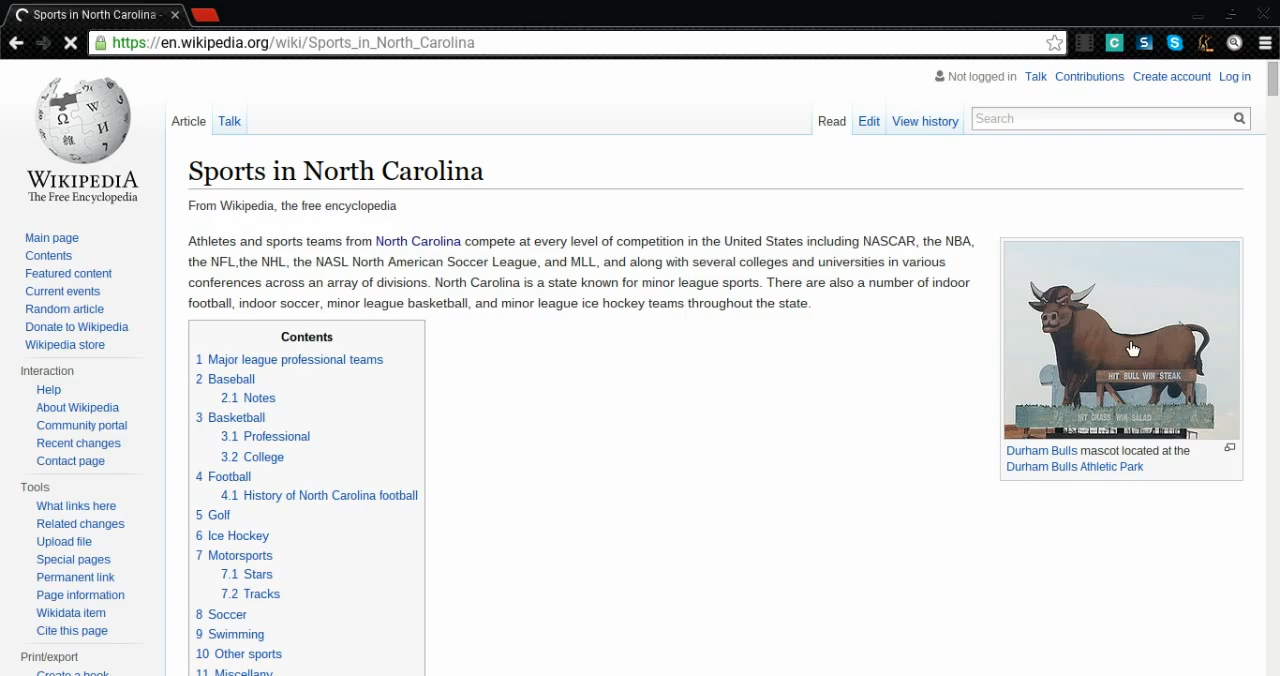 Sports in North Carolina -
https://en.wikipedia.org/wiki/Sports_in_North_Carolina
Not logged in Talk Contributions Create account Log in
Article Talk Read Edit View history Search
WIKIPEDIA
The Free Encyclopedia
Main page
Contents
Featured content
Current events
Random article
Donate to Wikipedia
Wikipedia store
Interaction
Help
About Wikipedia
Community portal
Recent changes
Contact page
Tools
What links here
Related changes
Upload file
Special pages
Permanent link
Page information
Wikidata item
Cite this page
Print/export
Create a book
Sports in North Carolina
From Wikipedia, the free encyclopedia
Athletes and sports teams from North Carolina compete at every level of competition in the United States including NASCAR, the NBA,
the NFL,the NHL, the NASL North American Soccer League, and MLL, and along with several colleges and universities in various
conferences across an array of divisions. North Carolina is a state known for minor league sports. There are also a number of indoor
football, indoor soccer, minor league basketball, and minor league ice hockey teams throughout the state.
Contents
1 Major league professional teams
2 Baseball
2.1 Notes
3 Basketball
3.1 Professional
3.2 College
4 Football
4.1 History of North Carolina football
5 Golf
6 Ice Hockey
7 Motorsports
7.1 Stars
7.2 Tracks
8 Soccer
9 Swimming
10 Other sports
11 Miscellany
HIT BULL WIN STEAK
HIT GRASS WIN SALAD
Durham Bulls mascot located at the
Durham Bulls Athletic Park